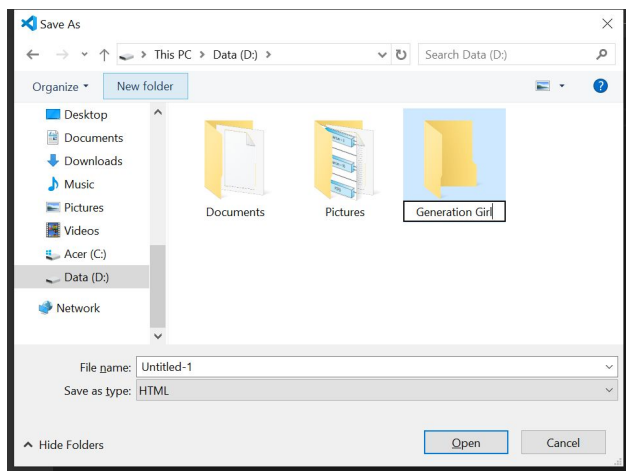 Save As
This PC > Data (D:) >
Search Data (D:)
Organize
New folder
?
Desktop
Documents
Downloads
Music
Pictures
Videos
Acer (C:)
Data (D:)
Network
Documents
Pictures
Generation Girl
File name: Untitled-1
Save as type: HTML
Hide Folders
Open
Cancel